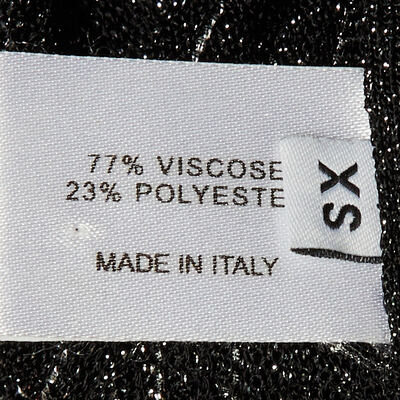 77% VISCOSE
23% POLYESTE
MADE IN ITALY
XS